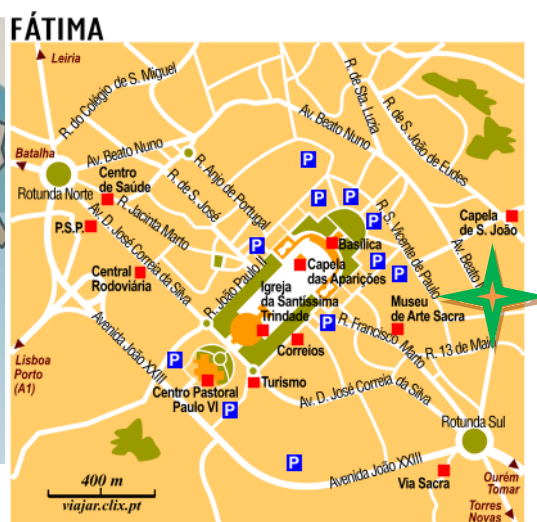 FÁTIMA
Leiria
R. do Colégio de S. Miguel
R. de Sta. Luzia
R. de S. João de Eudes
Av. Beato Nuno
Av. Beato Nuno
Batalha
Centro
de Saúde
R. Anjo de Portugal
R. de S. José
P
Rotunda Norte
R. Jacinta Marto
P
P
P
P.S.P.
Av. D. José Correia da Silva
R. S. Vicente de Paulo
Capela
de S. João
P
P
Basílica
Av. Beato N
Central
Rodoviária
R. João Paulo II
Capela
das Aparições
P
P
Igreja
da Santíssima
Trindade
Museu
de Arte Sacra
P
R. Francisco Marto
Correios
R. 13 de Maio
Avenida João XXIII
Lisboa
Porto
(A1)
P
Turismo
Centro Pastoral
Paulo VI
Av. D. José Correia da Silva
P
Rotunda Sul
P
Avenida João XXIII
Via Sacra
Ourém
Tomar
Torres
Novas
400 m
viajar.clix.pt